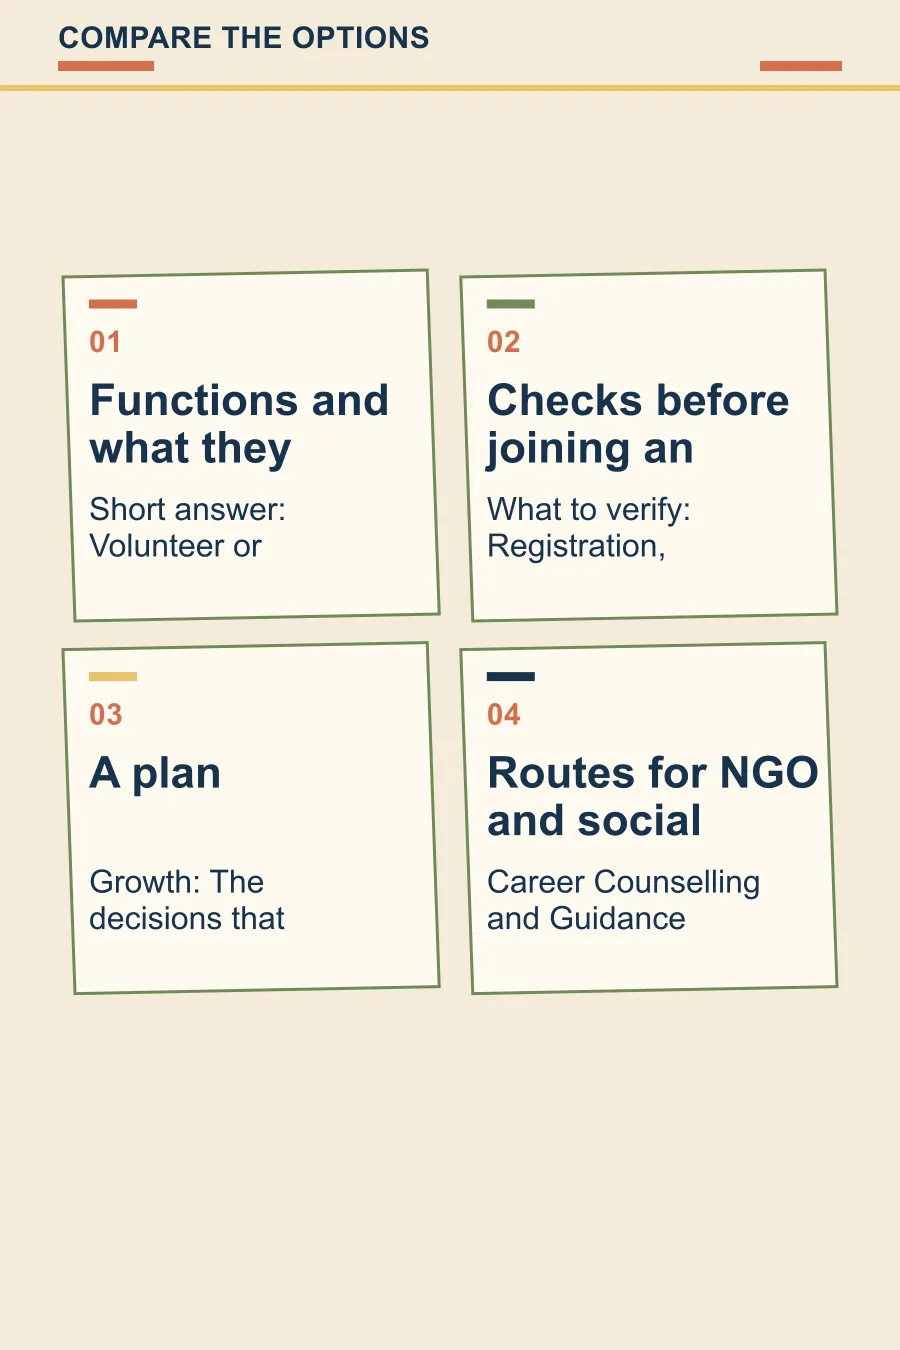 COMPARE THE OPTIONS
01
Functions and
what they
Short answer:
Volunteer or
02
Checks before
joining an
What to verify:
Registration,
03
A plan
Growth: The
decisions that
04
Routes for NGO
and social
Career Counselling
and Guidance